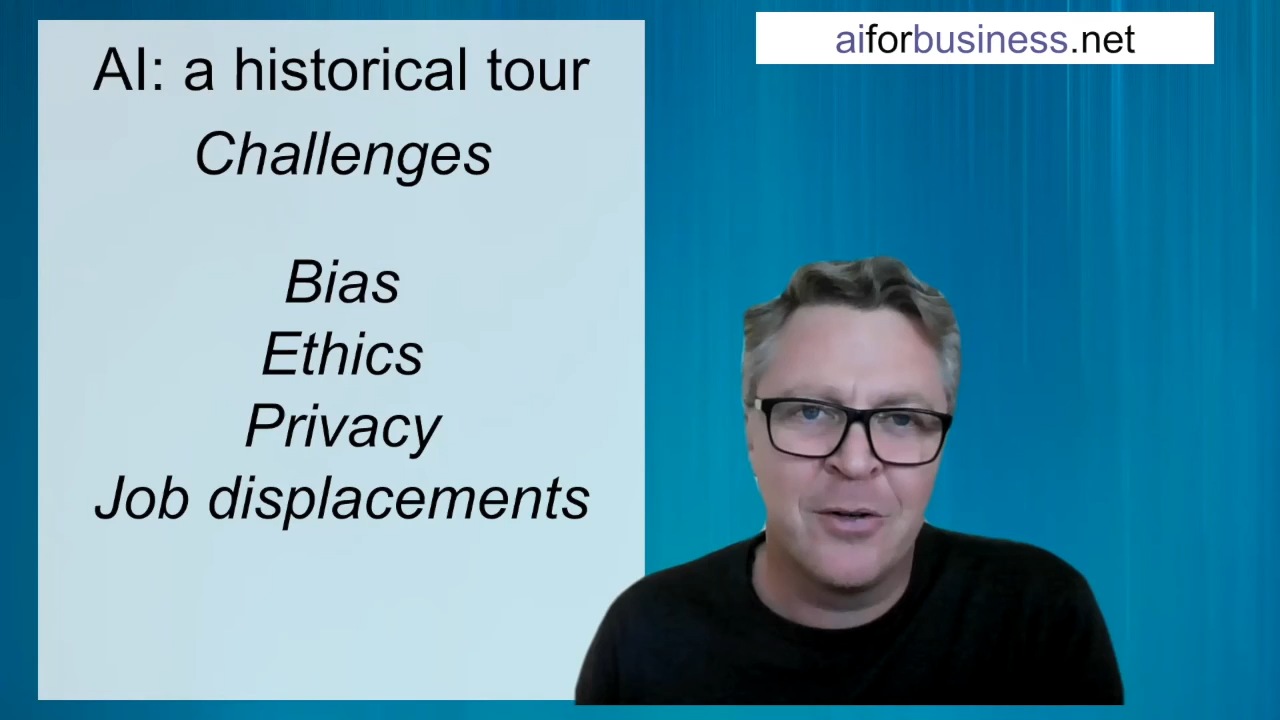 AI: a historical tour
Challenges
Bias
Ethics
Privacy
Job displacements
aiforbusiness.net